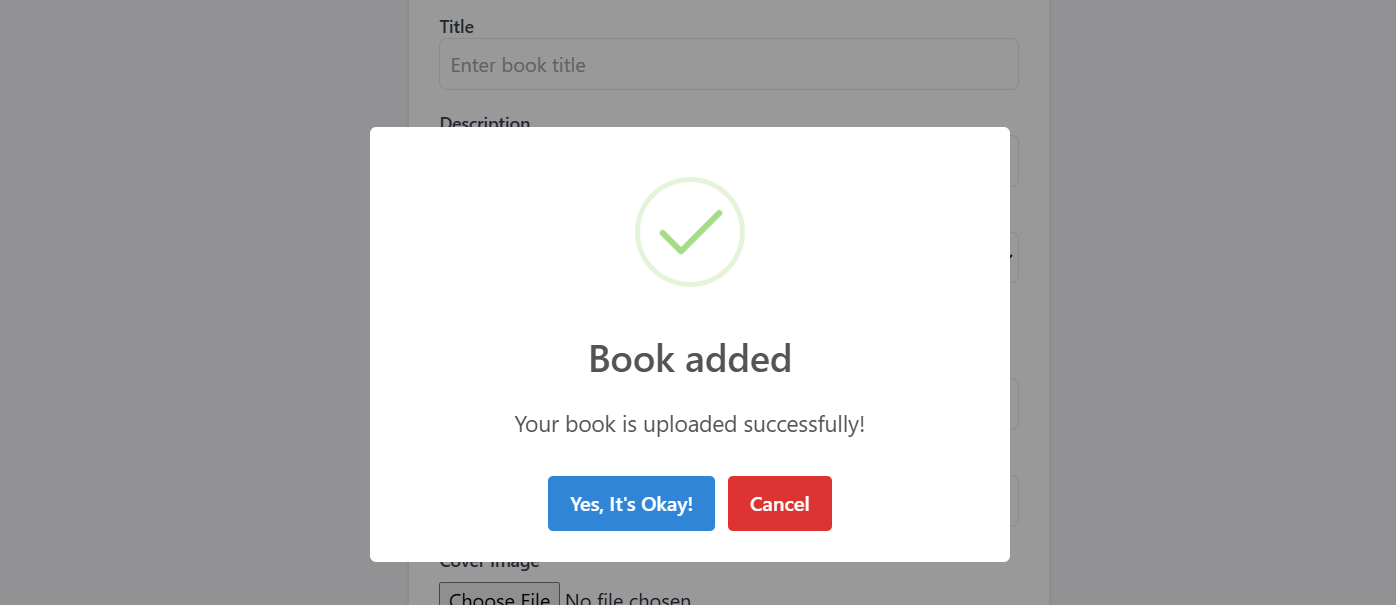 Title
Enter book title
Description
Book added
Your book is uploaded successfully!
Yes, It's Okay!
Cancel
Cover Image
Choose File No file chosen